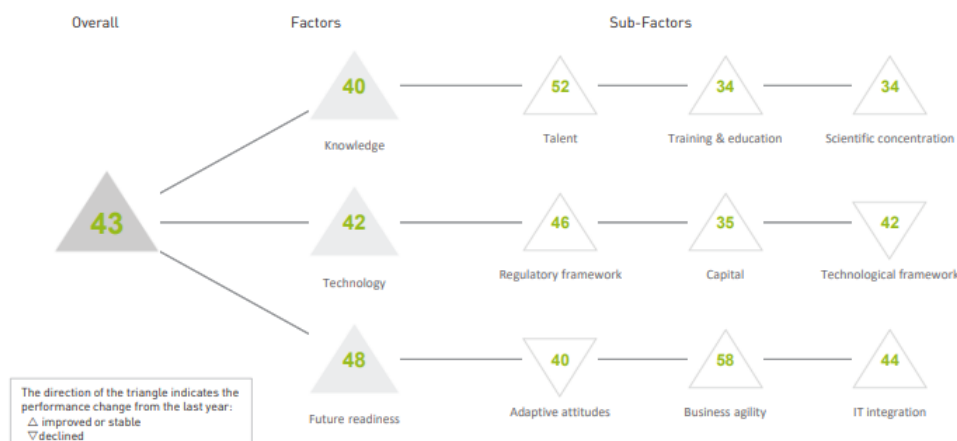 Overall Factors Sub-Factors
40 52 34 34
Knowledge Talent Training & education Scientific concentration
43
42 46 35 42
Technology Regulatory framework Capital Technological framework
48 40 58 44
Future readiness Adaptive attitudes Business agility IT integration
The direction of the triangle indicates the
performance change from the last year:
△ improved or stable
▽ declined